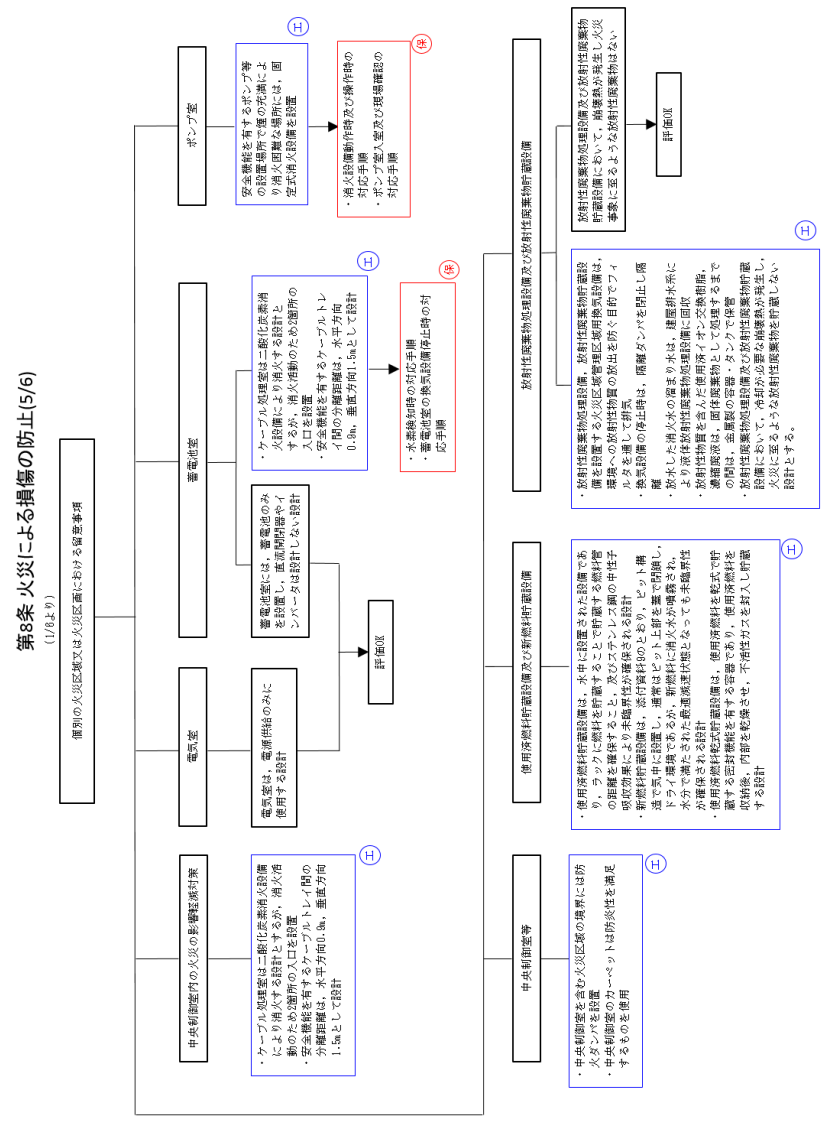 第8条 火災による損傷の防止(5/6)
(1/6より)
個別の火災区域又は火災区画における留意事項
中央制御室内の火災の影響軽減対策
・ケーブル処理室は二酸化炭素消火設備
により消火する設計とするが，消火活
動のため2箇所の入口を設置
・安全機能を有するケーブルトレイ間の
分離距離は，水平方向0.9m，垂直方向
1.5mとして設計
工
電気室
電気室は，電源供給のみに
使用する設計
蓄電池室
蓄電池室には，蓄電池のみ
を設置し，直流開閉器やイ
ンバータは設計しない設計
評価OK
・ケーブル処理室は二酸化炭素消
火設備により消火する設計と
するが，消火活動のため2箇所の
入口を設置
・安全機能を有するケーブルトレ
イ間の分離距離は，水平方向
0.9m，垂直方向1.5mとして設計
工
・水素検知時の対応手順
・蓄電池室の換気設備停止時の対
応手順
保
ポンプ室
安全機能を有するポンプ等
の設置場所で煙の充満によ
り消火困難な場所には，固
定式消火設備を設置
工
・消火設備動作時及び操作時の
対応手順
・ポンプ室入室及び現場確認の
対応手順
保
中央制御室等
・中央制御室を含む火災区域の境界には防
火ダンパを設置
・中央制御室のカーペットは防炎性を満足
するものを使用
工
使用済燃料貯蔵設備及び新燃料貯蔵設備
・使用済燃料貯蔵設備は，水中に設置された設備であ
り，ラックに燃料を貯蔵することで貯蔵する燃料管
の距離を確保すること，及びステンレス鋼の中性子
吸収効果により未臨界性が確保される設計
・新燃料貯蔵設備は，添付資料9のとおり，ピット構
造で気中に設置し，通常はピット上部を蓋で閉鎖し，
ドライ環境であるが，新燃料に消火水が噴霧され，
水分で満たされた最適減速状態となっても未臨界性
が確保される設計
・使用済燃料乾式貯蔵設備は，使用済燃料を乾式で貯
蔵する密封機能を有する容器であり，使用済燃料を
収納後，内部を乾燥させ，不活性ガスを封入し貯蔵
する設計
工
放射性廃棄物処理設備及び放射性廃棄物貯蔵設備
・放射性廃棄物処理設備，放射性廃棄物貯蔵設
備を設置する火災区域管理区域用換気設備は，
環境への放射性物質の放出を防ぐ目的でフィ
ルタを通して排気
・換気設備の停止時は，隔離ダンパを閉止し隔
離
・放水した消火水の溜まり水は，建屋排水系に
より液体放射性廃棄物処理設備に回収
・放射性物質を含んだ使用済イオン交換樹脂，
濃縮廃液は，固体廃棄物として処理するまで
の間は，金属製の容器・タンクで保管
・放射性廃棄物処理設備及び放射性廃棄物貯蔵
設備において，冷却が必要な崩壊熱が発生し，
火災に至るような放射性廃棄物を貯蔵しない
設計とする。
工
放射性廃棄物処理設備及び放射性廃棄物
貯蔵設備において，崩壊熱が発生し火災
事象に至るような放射性廃棄物はない
評価OK